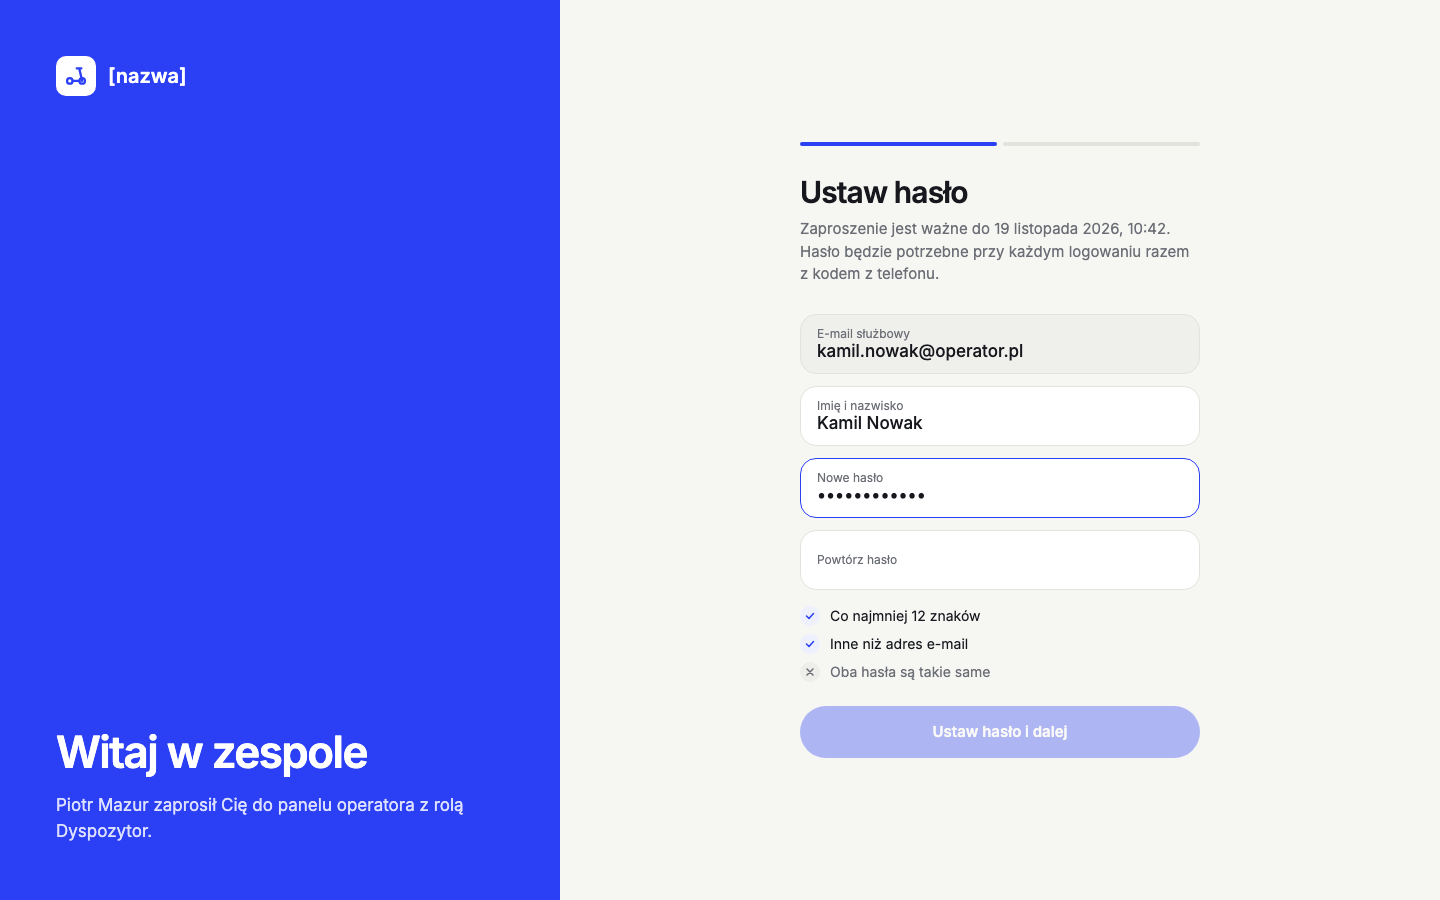 [nazwa]
Witaj w zespole
Piotr Mazur zaprosił Cię do panelu operatora z rolą
Dyspozytor.
Ustaw hasło
Zaproszenie jest ważne do 19 listopada 2026, 10:42.
Hasło będzie potrzebne przy każdym logowaniu razem
z kodem z telefonu.
E-mail służbowy
kamil.nowak@operator.pl
Imię i nazwisko
Kamil Nowak
Nowe hasło
••••••••••••
Powtórz hasło
Co najmniej 12 znaków
Inne niż adres e-mail
Oba hasła są takie same
Ustaw hasło i dalej